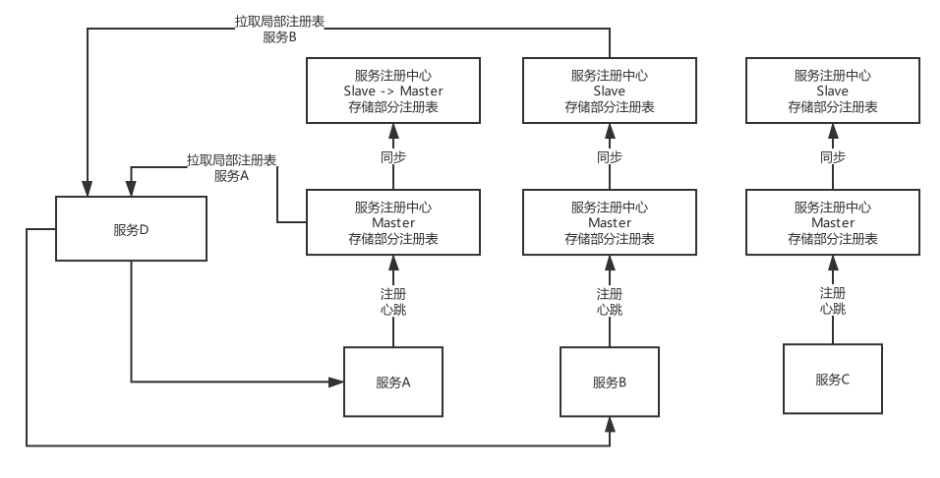 拉取局部注册表
服务B
服务注册中心
Slave -> Master
存储部分注册表
服务注册中心
Slave
存储部分注册表
服务注册中心
Slave
存储部分注册表
同步
同步
同步
拉取局部注册表
服务A
服务D
服务注册中心
Master
存储部分注册表
服务注册中心
Master
存储部分注册表
服务注册中心
Master
存储部分注册表
注册
心跳
注册
心跳
注册
心跳
服务A
服务B
服务C